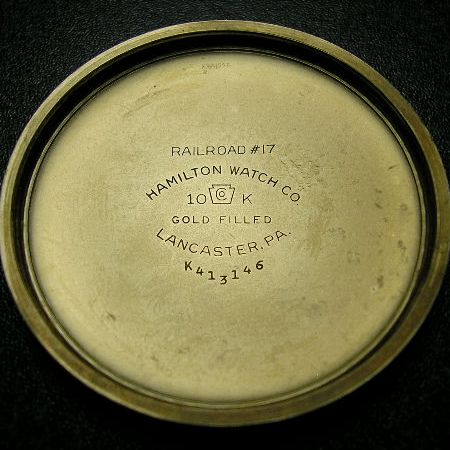 RAILROAD #17
HAMILTON WATCH CO.
10 K
GOLD FILLED
LANCASTER, PA.
K413146